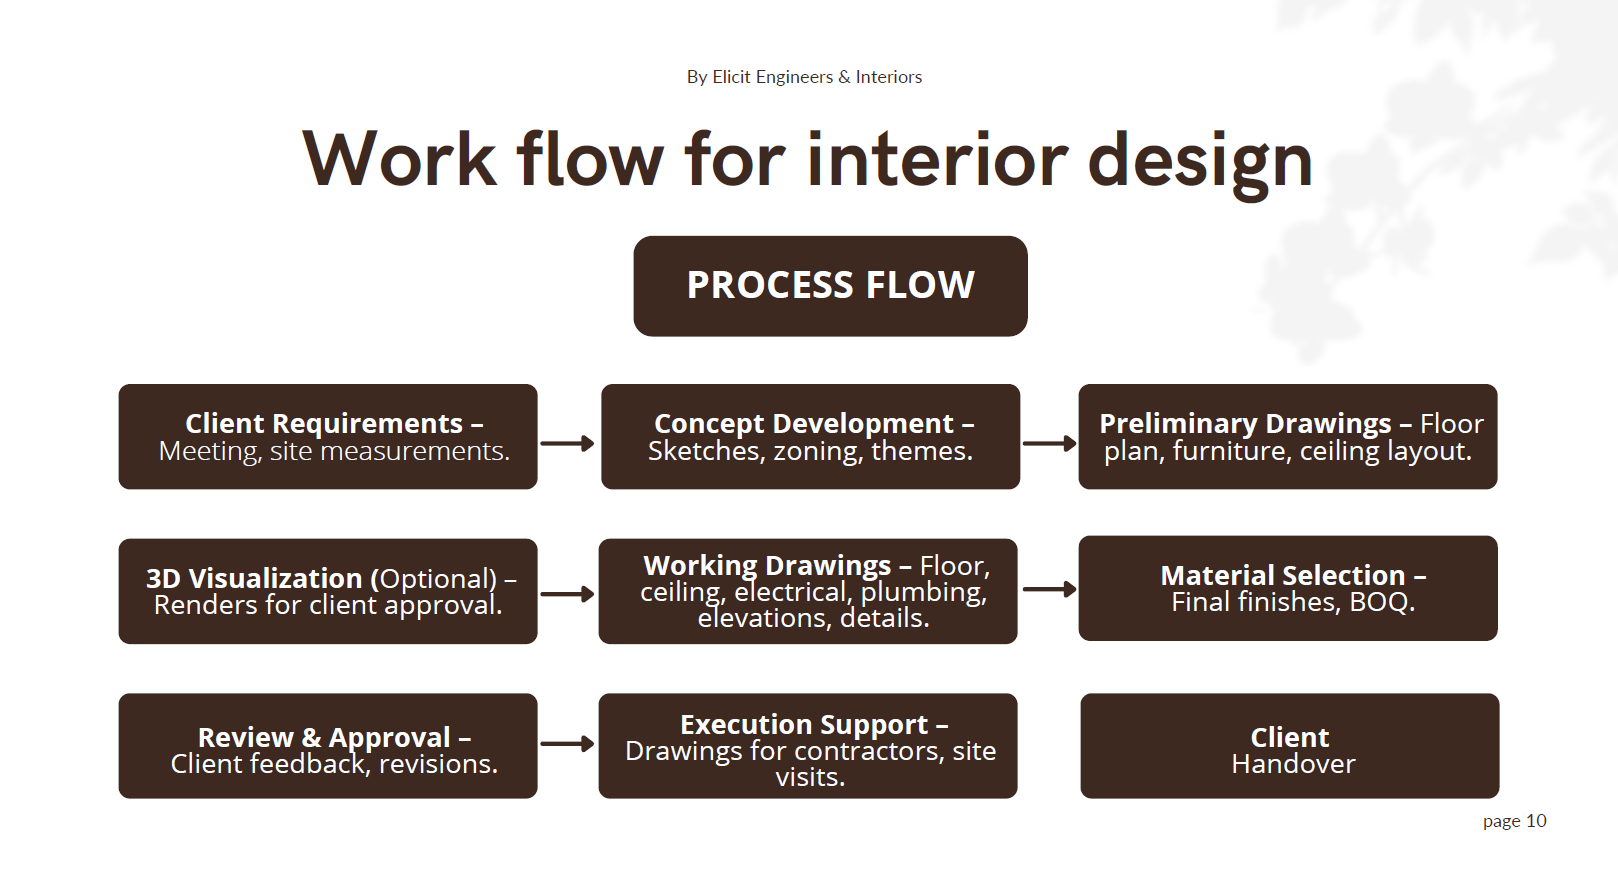 By Elicit Engineers & Interiors
Work flow for interior design
PROCESS FLOW
Client Requirements –
Meeting, site measurements.
Concept Development –
Sketches, zoning, themes.
Preliminary Drawings – Floor
plan, furniture, ceiling layout.
3D Visualization (Optional) –
Renders for client approval.
Working Drawings – Floor,
ceiling, electrical, plumbing,
elevations, details.
Material Selection –
Final finishes, BOQ.
Review & Approval –
Client feedback, revisions.
Execution Support –
Drawings for contractors, site
visits.
Client
Handover
page 10